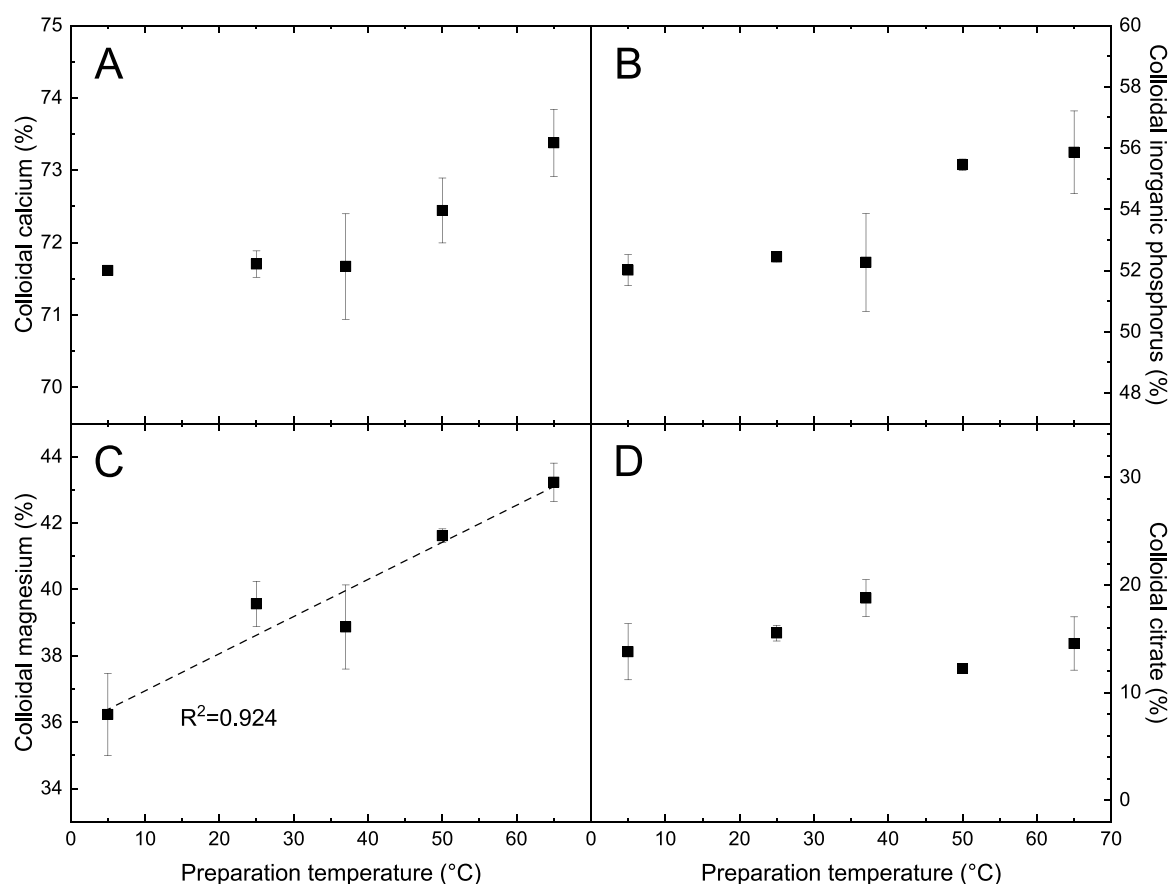 A
75
74
73
72
71
70
Colloidal calcium (%)
B
60
58
56
54
52
50
48
Colloidal inorganic phosphorus (%)
C
44
42
40
38
36
34
Colloidal magnesium (%)
R²=0.924
0 10 20 30 40 50 60
Preparation temperature (°C)
D
30
20
10
0
Colloidal citrate (%)
0 10 20 30 40 50 60 70
Preparation temperature (°C)